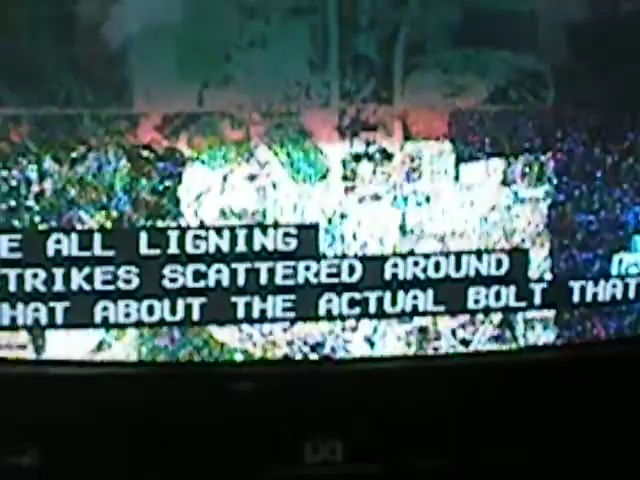 E ALL LIGNING
TRIKES SCATTERED AROUND
HAT ABOUT THE ACTUAL BOLT THAT